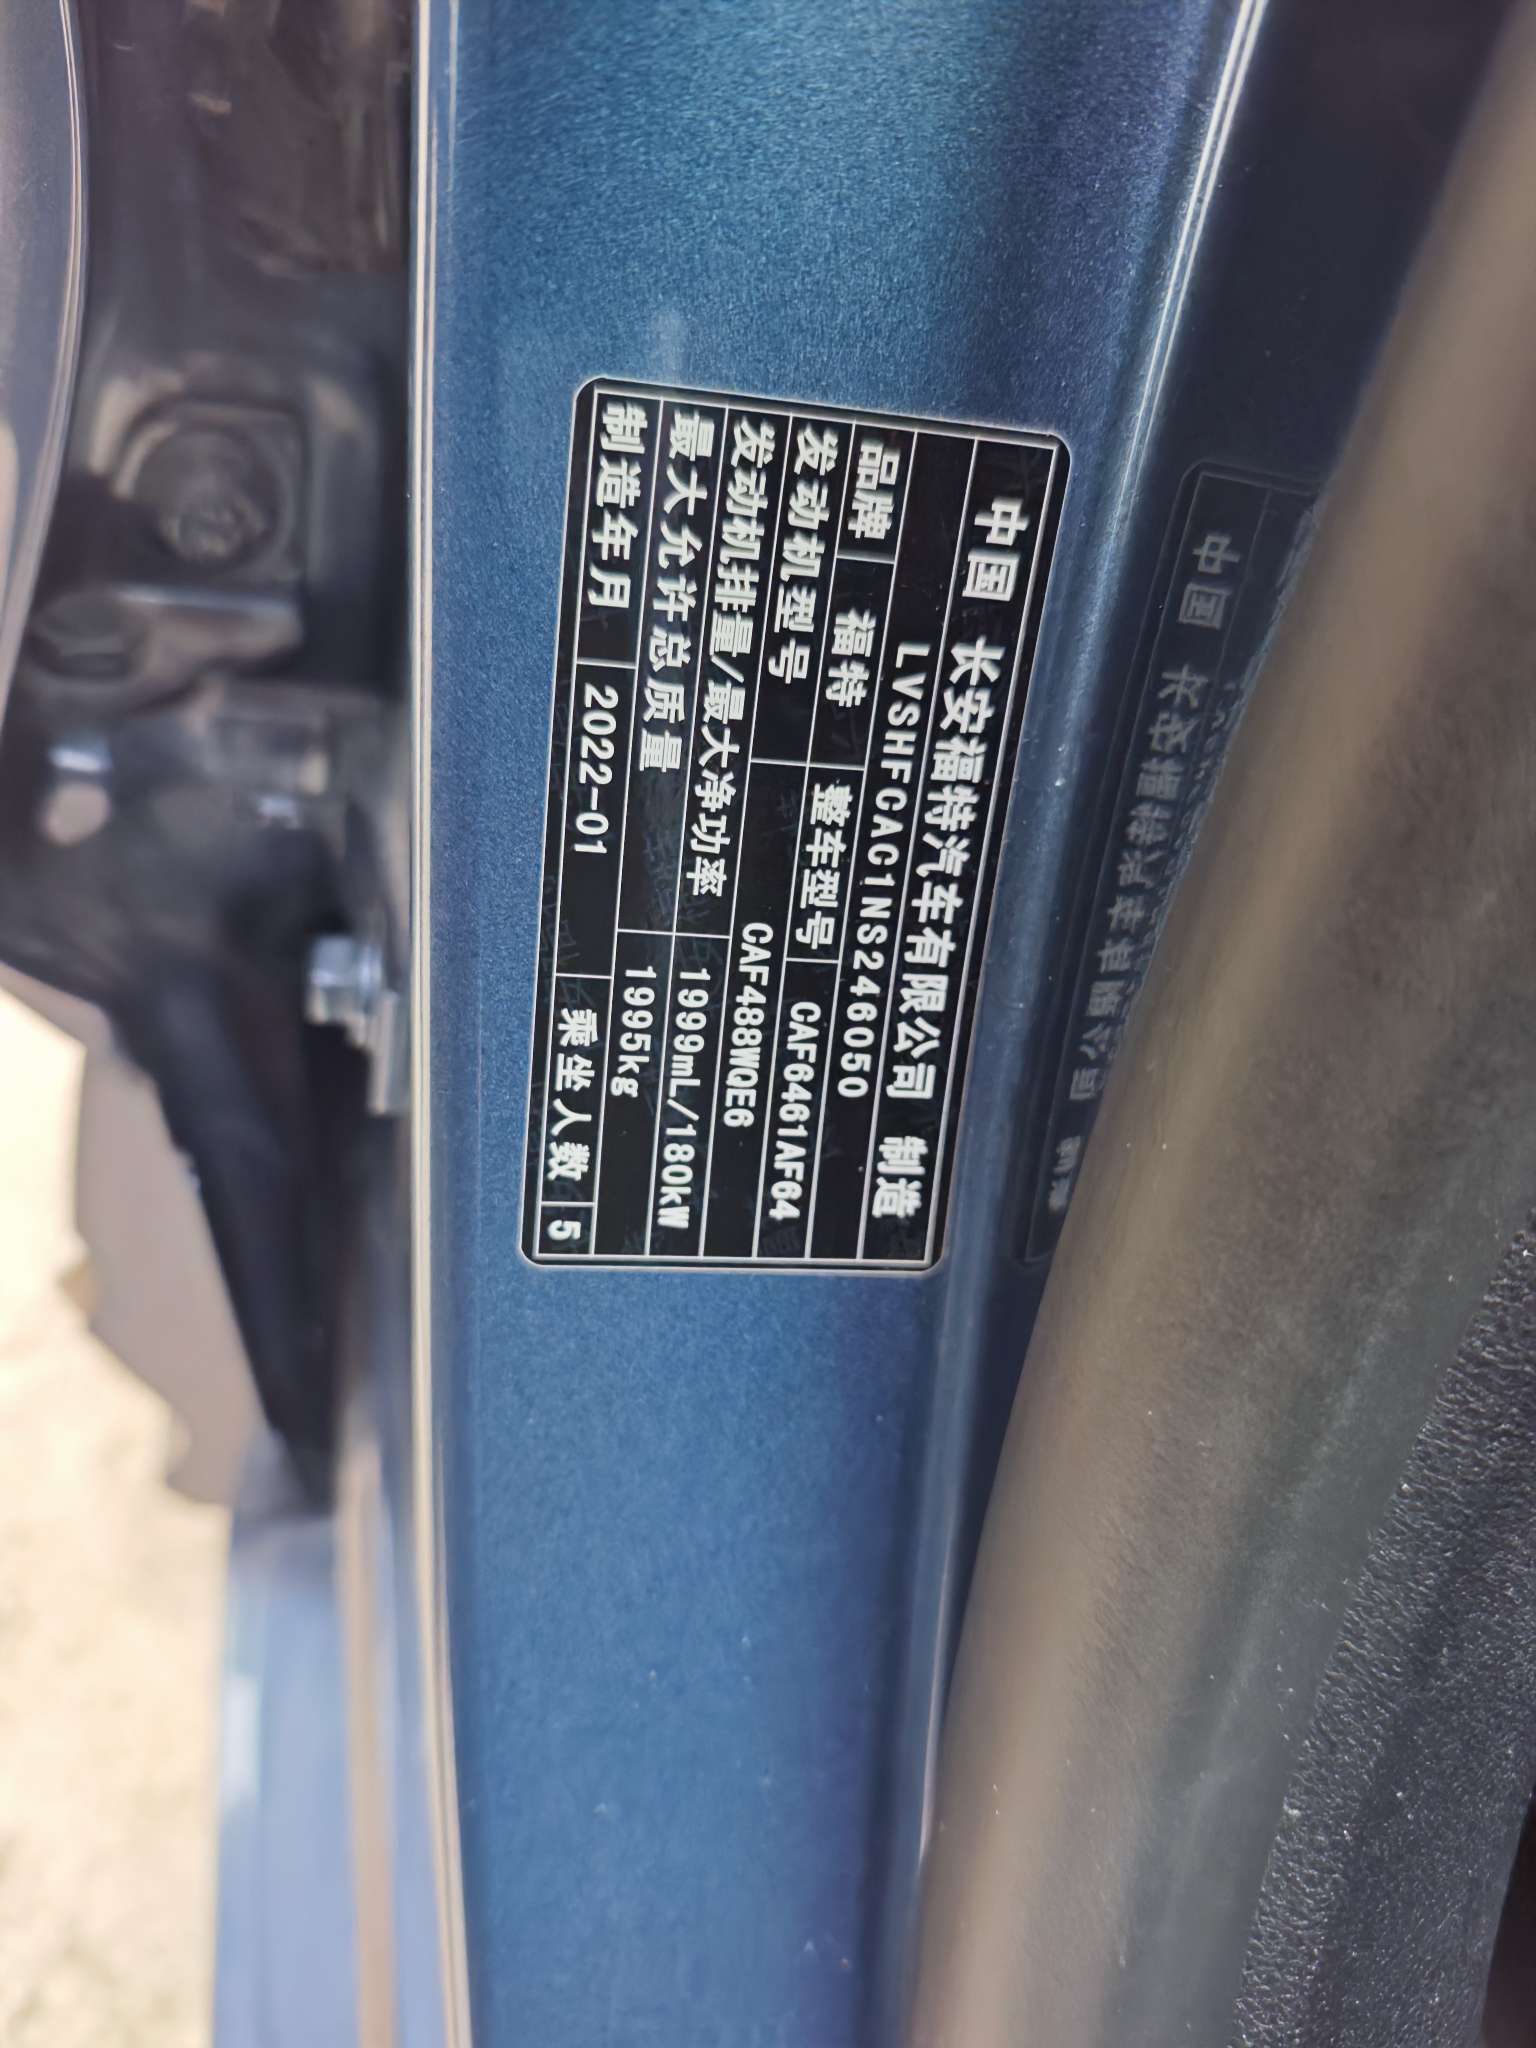 中国 长安福特汽车有限公司 制造
LVSHFCAC1NS246050
品牌 福特 整车型号 CAF6461AF64
发动机型号 CAF488WQE6
发动机排量/最大净功率 1999mL/180kW
最大允许总质量 1995kg
制造年月 2022-01 乘坐人数 5